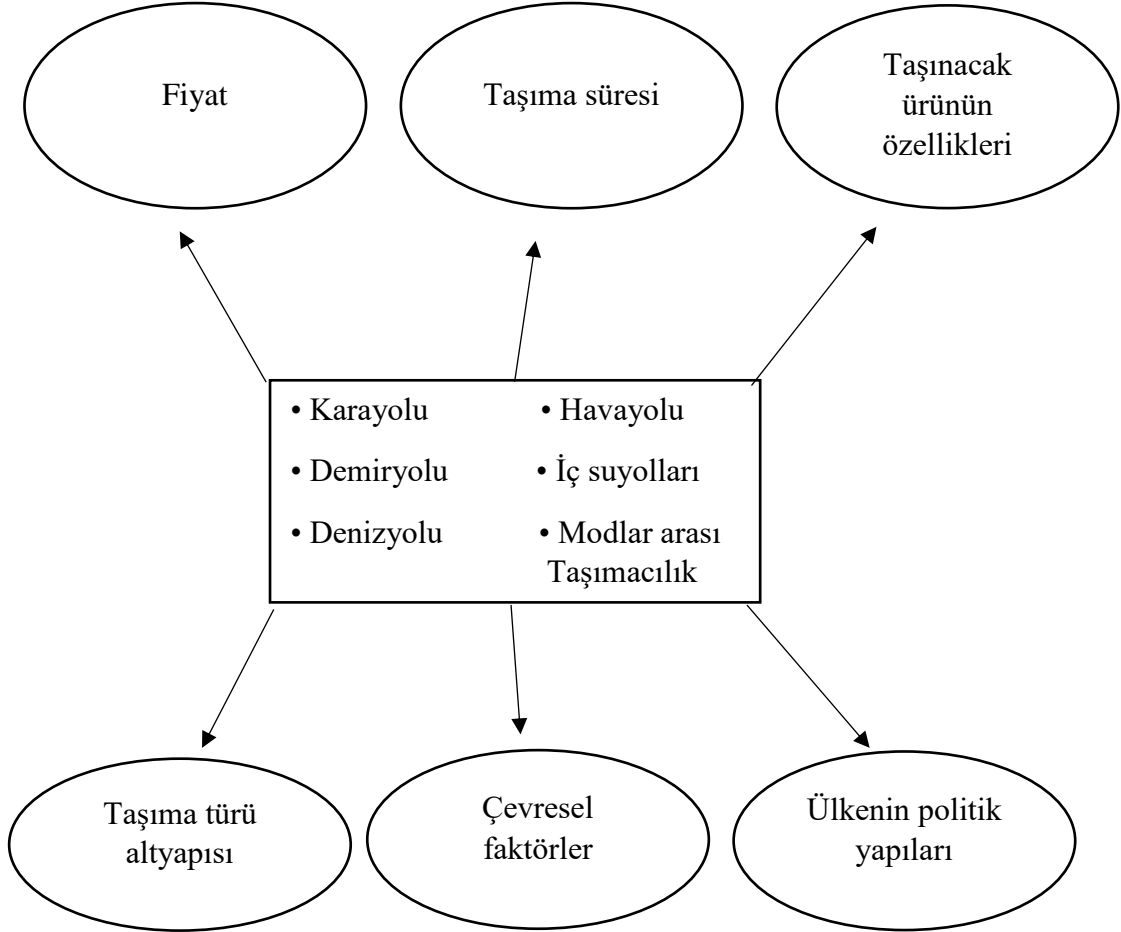 Fiyat
Taşıma süresi
Taşınacak
ürünün
özellikleri
• Karayolu
• Demiryolu
• Denizyolu
• Havayolu
• İç suyolları
• Modlar arası
Taşımacılık
Taşıma türü
altyapısı
Çevresel
faktörler
Ülkenin politik
yapıları